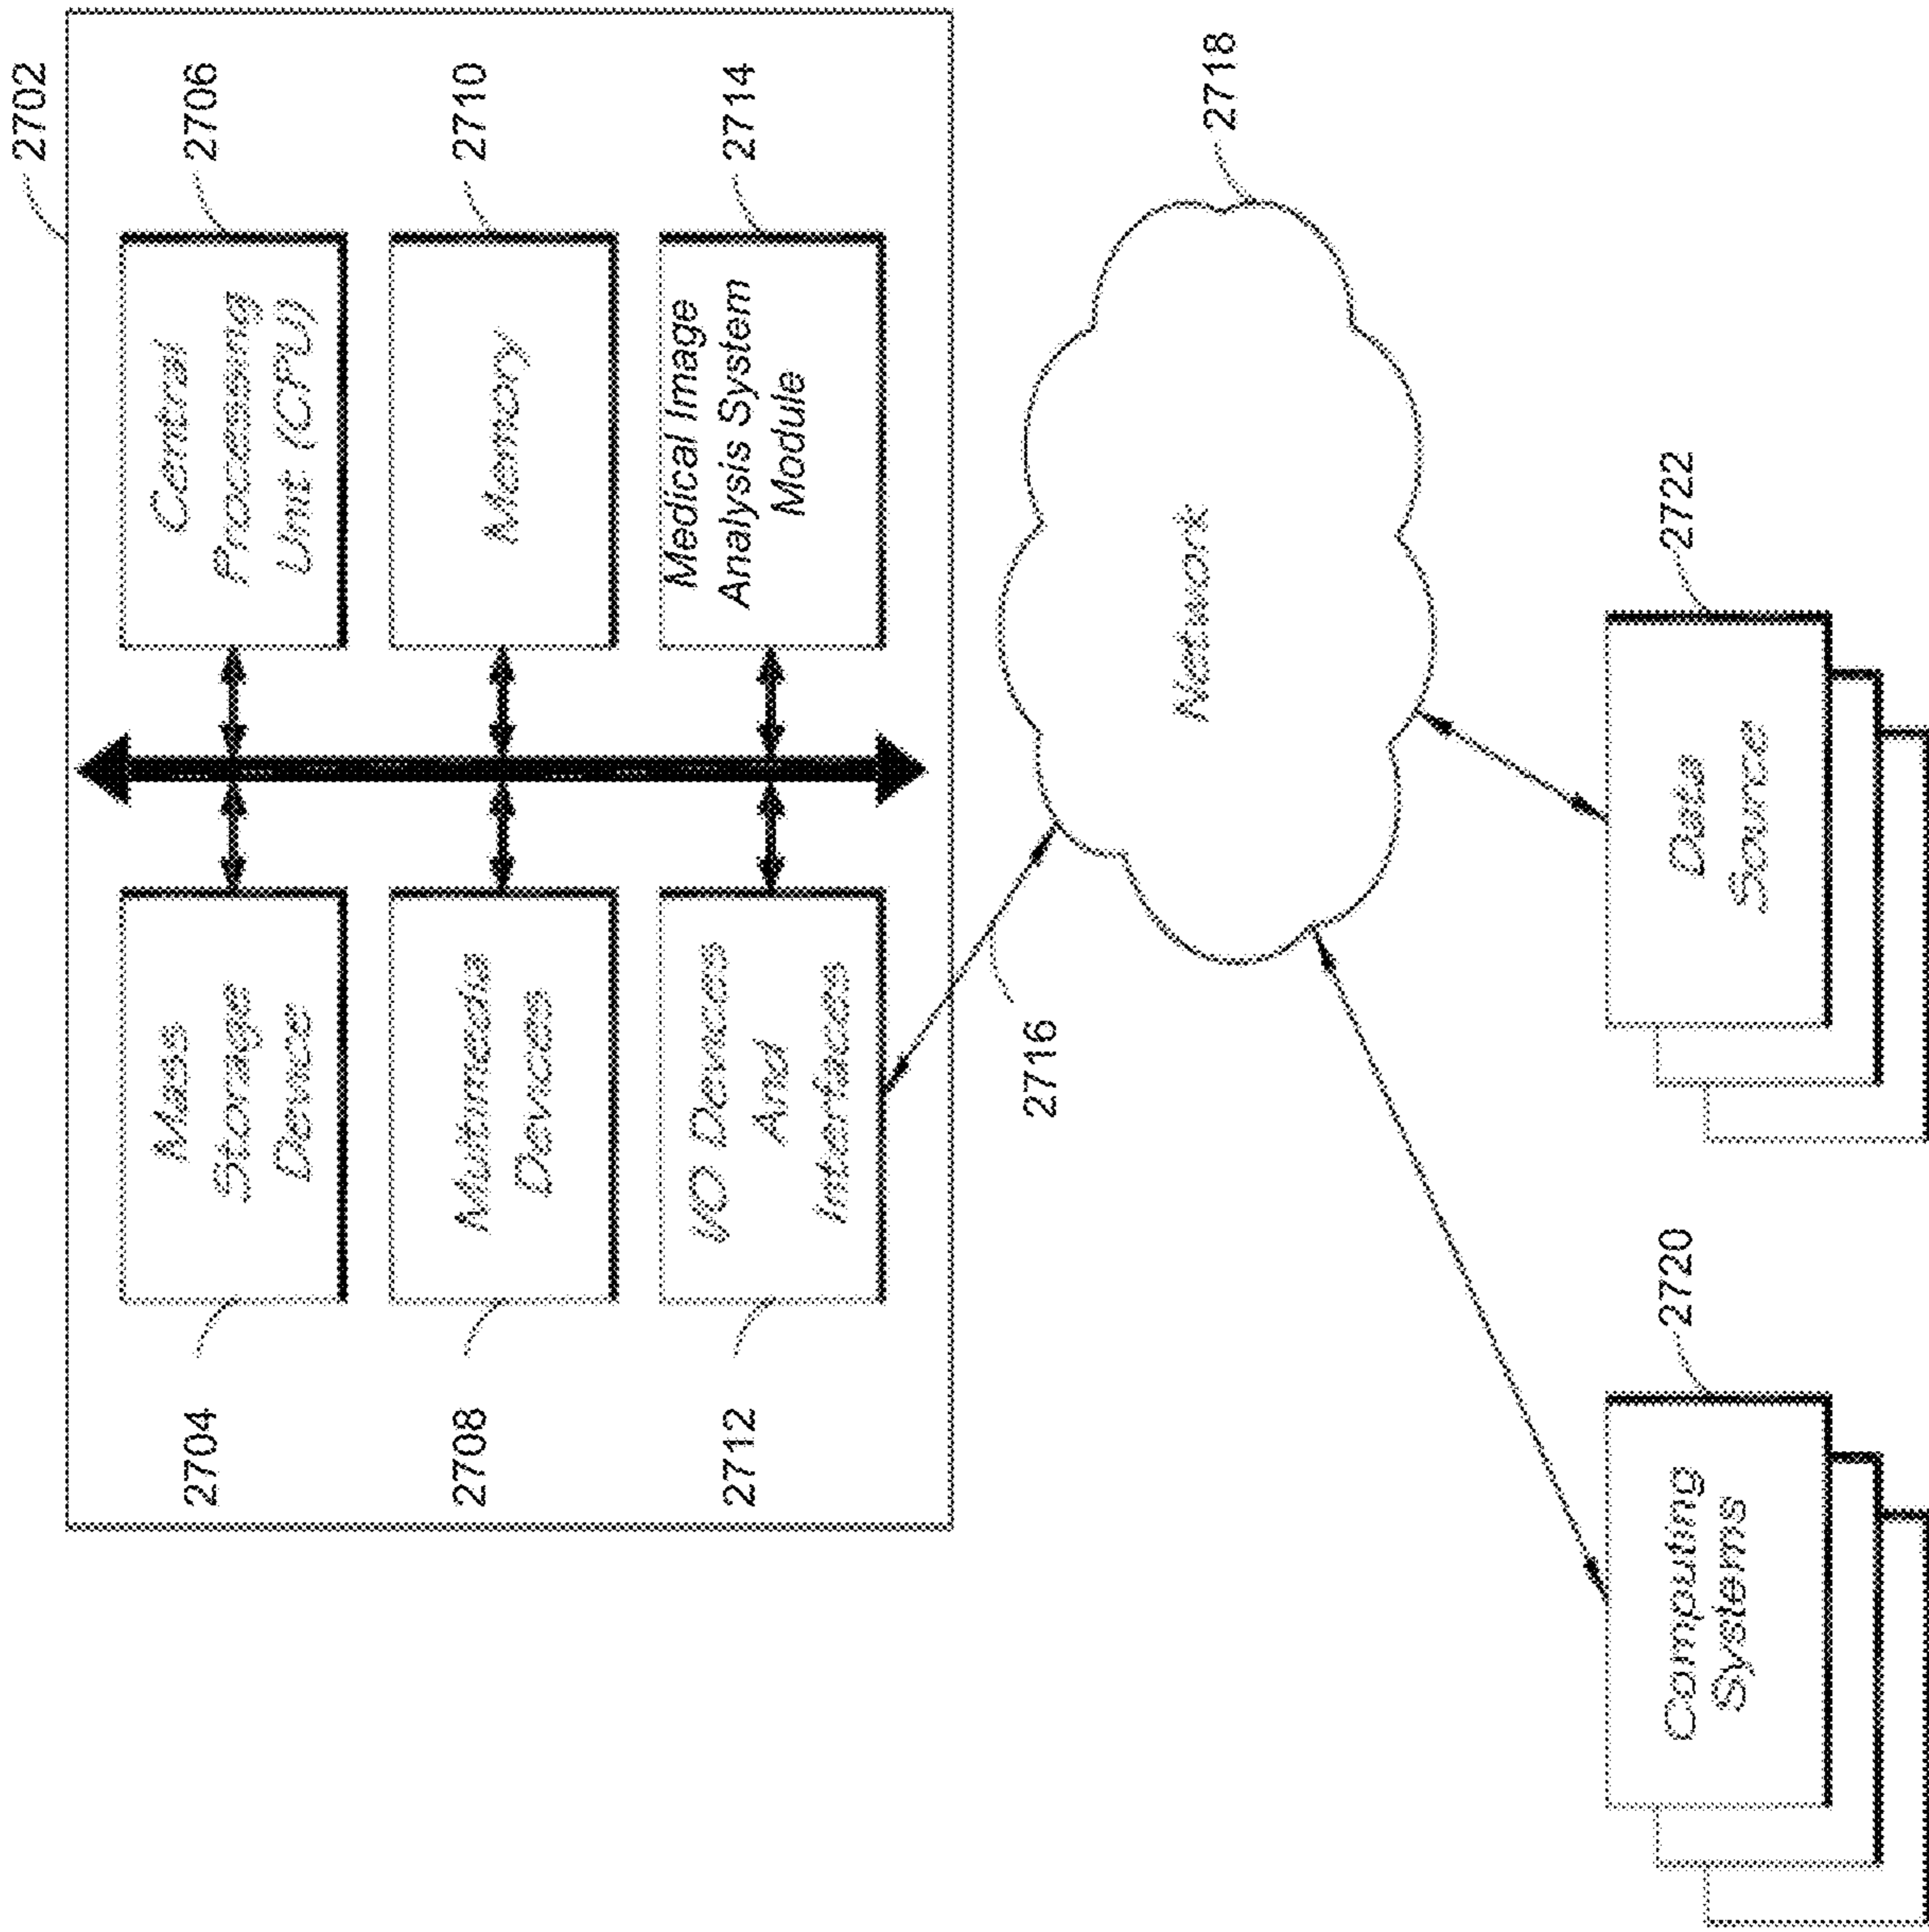 2702
2704
Mass
Storage
Device
Central
Processing
Unit (CPU)
2706
2708
Multimedia
Devices
Memory
2710
2712
I/O Devices
And
Interfaces
Medical Image
Analysis System
Module
2714
2716
Network
2718
2720
Computing
Systems
2722
Data
Source